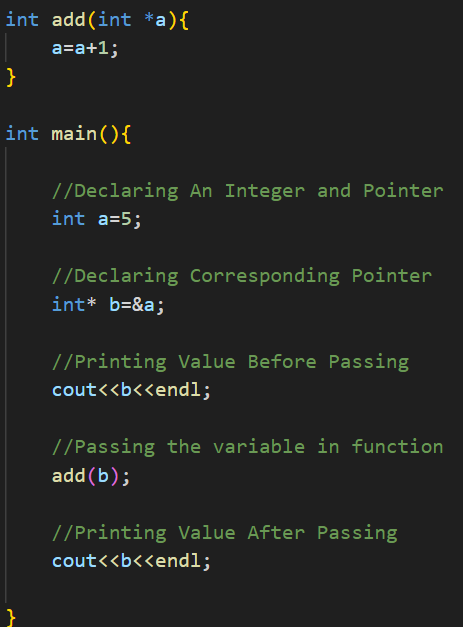 int add(int *a){
    a=a+1;
}
int main(){
    //Declaring An Integer and Pointer
    int a=5;
    //Declaring Corresponding Pointer
    int* b=&a;
    //Printing Value Before Passing
    cout<<b<<endl;
    //Passing the variable in function
    add(b);
    //Printing Value After Passing
    cout<<b<<endl;
}